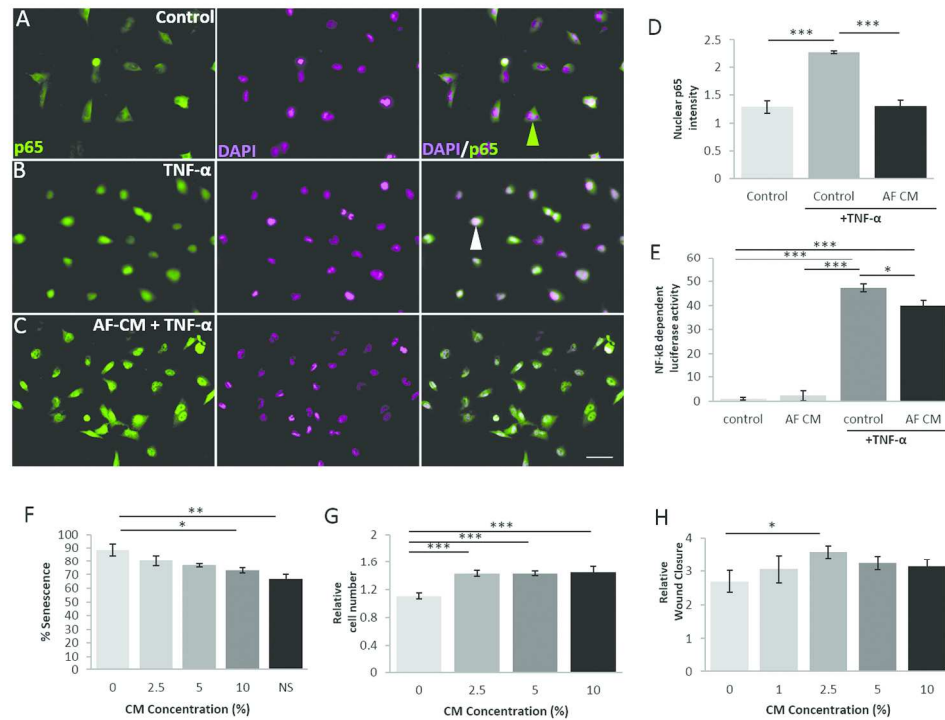 A
Control
p65
DAPI
DAPI/p65
B
TNF-α
C
AF-CM + TNF-α
D
Nuclear p65
intensity
2.5
2
1.5
1
0.5
0
***
***
Control
Control
AF CM
+TNF-α
E
NF-kB dependent
luciferase activity
60
50
40
30
20
10
0
***
***
***
*
control
AF CM
control
AF CM
+TNF-α
F
% Senescence
100
90
80
70
60
50
40
30
20
10
0
**
*
0
2.5
5
10
NS
CM Concentration (%)
G
Relative
cell number
2
1.6
1.2
0.8
0.4
0
***
***
***
0
2.5
5
10
CM Concentration (%)
H
Relative
Wound Closure
4
3
2
1
0
*
0
1
2.5
5
10
CM Concentration (%)